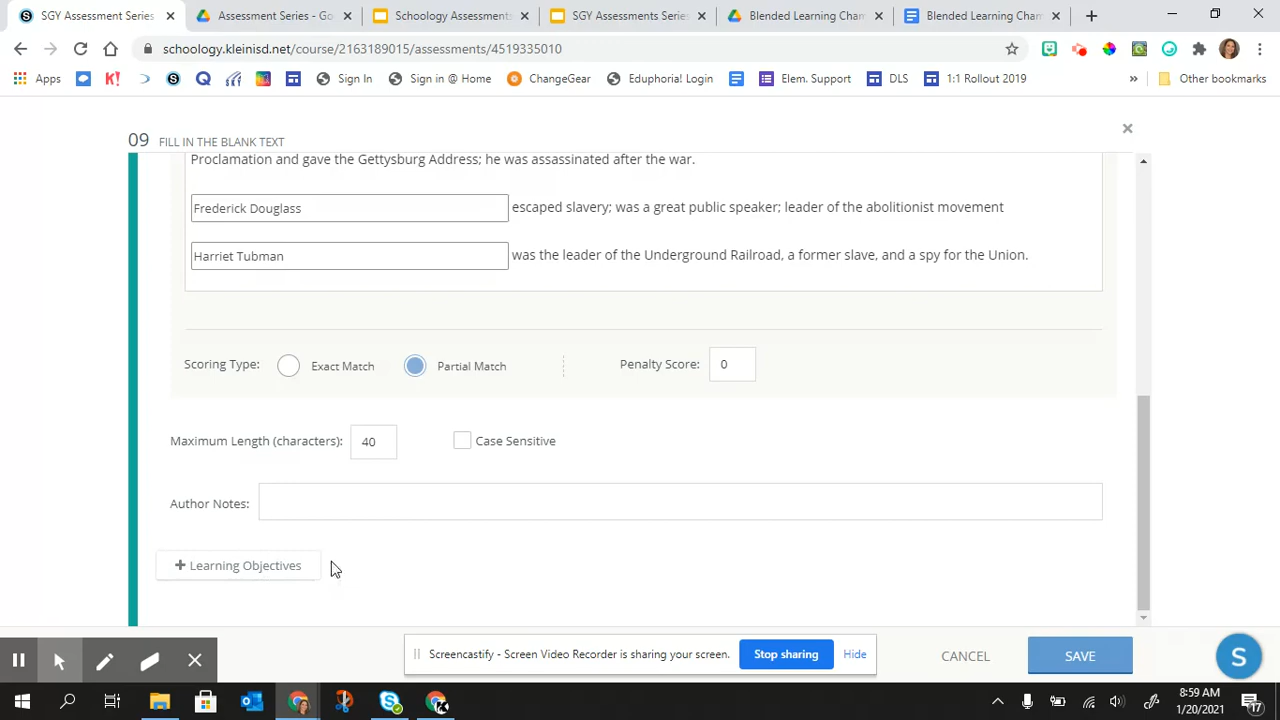 SGY Assessment Series
Assessment Series - Go
Schoology Assessments
SGY Assessments Series
Blended Learning Cham
Blended Learning Cham
schoology.kleinisd.net/course/2163189015/assessments/4519335010
Apps
K!
Sign In
Sign in @ Home
ChangeGear
Eduphoria! Login
Elem. Support
DLS
1:1 Rollout 2019
»
Other bookmarks
09 FILL IN THE BLANK TEXT
Proclamation and gave the Gettysburg Address; he was assassinated after the war.
Frederick Douglass escaped slavery; was a great public speaker; leader of the abolitionist movement
Harriet Tubman was the leader of the Underground Railroad, a former slave, and a spy for the Union.
Scoring Type: Exact Match Partial Match Penalty Score: 0
Maximum Length (characters): 40 Case Sensitive
Author Notes:
+ Learning Objectives
Screencastify - Screen Video Recorder is sharing your screen. Stop sharing Hide
CANCEL SAVE
S
8:59 AM
1/20/2021
17